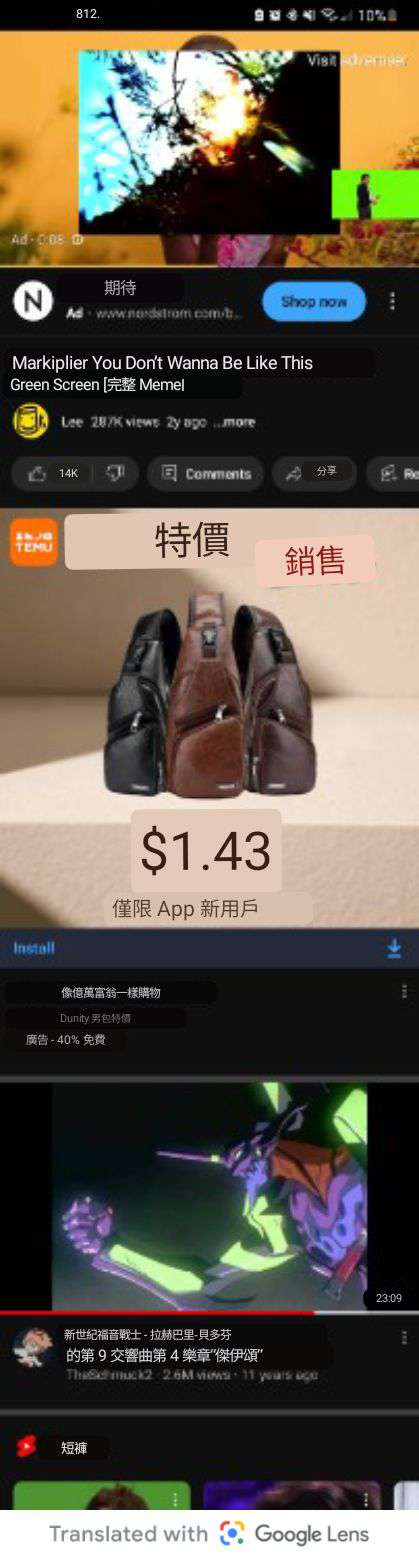 812.
10%
Visit advertiser
Ad · 0:08
N
期待
Ad · www.nordstrom.com/b...
Shop now
Markiplier You Don't Wanna Be Like This
Green Screen [完整 Meme|
Lee 287K views 2y ago ...more
14K
Comments
分享
Re
TEMU
特價
銷售
$1.43
僅限 App 新用戶
Install
像億萬富翁一樣購物
Dunity 男包特價
廣告 - 40% 免費
23:09
新世紀福音戰士 - 拉赫巴里-貝多芬
的第 9 交響曲第 4 樂章“傑伊頌”
TheSchmuck2 · 2.6M views · 11 years ago
短褲
Translated with Google Lens